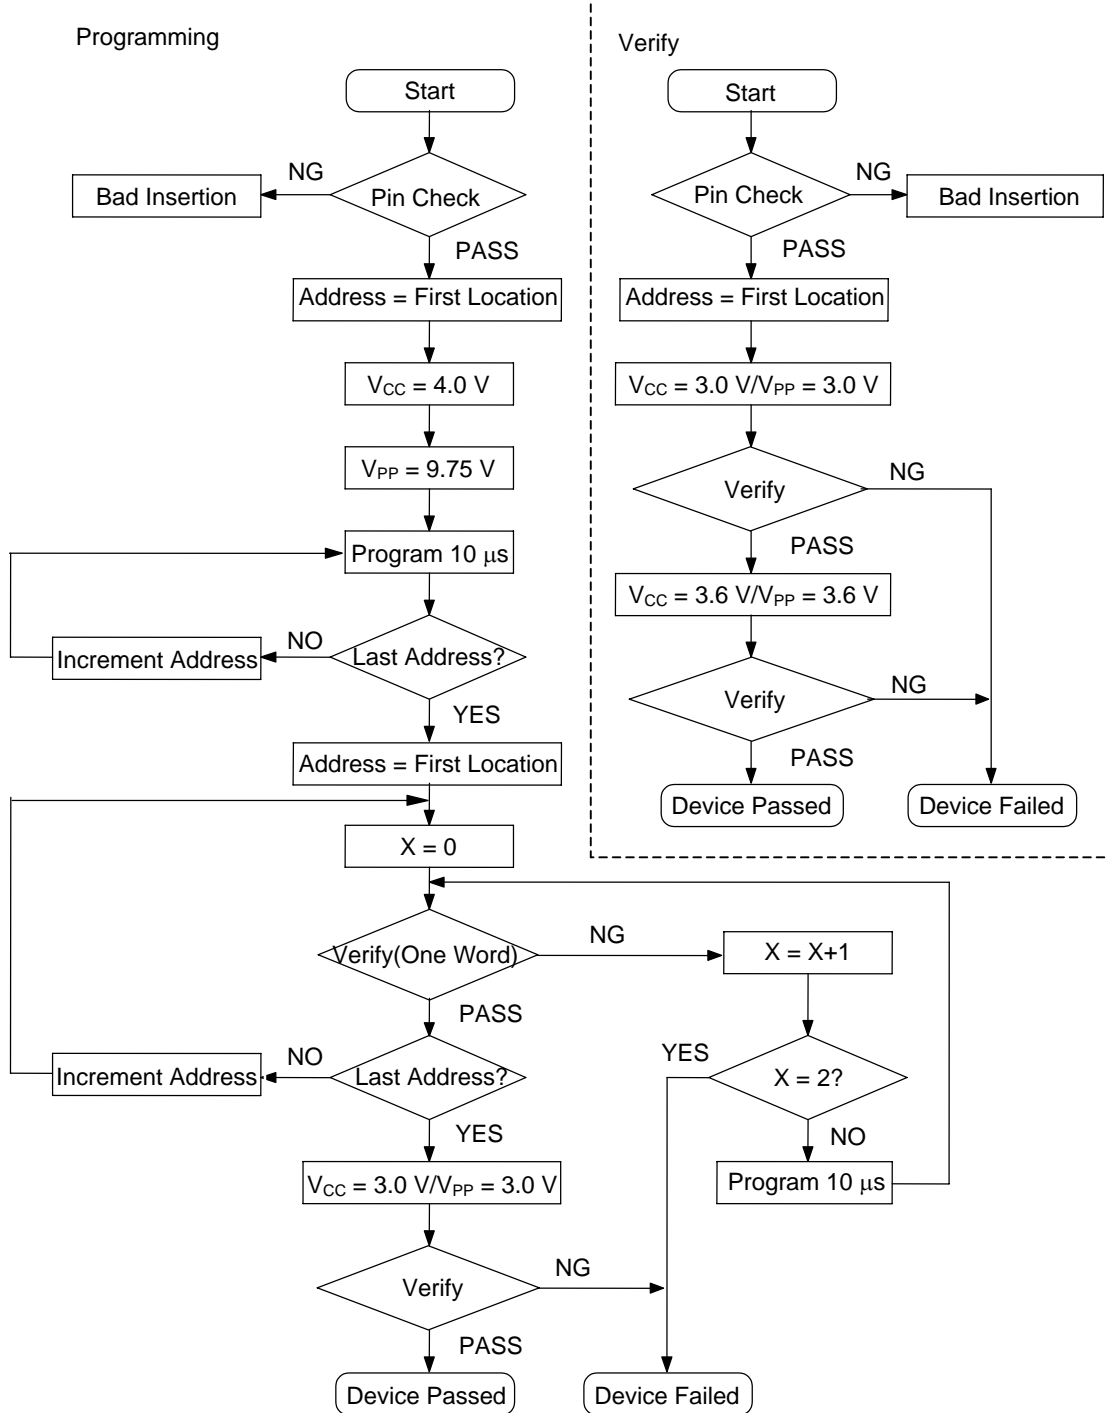 Programming
Start
Pin Check
NG
Bad Insertion
PASS
Address = First Location
VCC = 4.0 V
VPP = 9.75 V
Program 10 μs
Last Address?
NO
Increment Address
YES
Address = First Location
X = 0
Verify(One Word)
NG
X = X+1
PASS
X = 2?
YES
NO
Program 10 μs
Last Address?
NO
Increment Address
YES
VCC = 3.0 V/VPP = 3.0 V
Verify
NG
PASS
Device Passed
Device Failed
Verify
Start
Pin Check
NG
Bad Insertion
PASS
Address = First Location
VCC = 3.0 V/VPP = 3.0 V
Verify
NG
PASS
VCC = 3.6 V/VPP = 3.6 V
Verify
NG
PASS
Device Passed
Device Failed